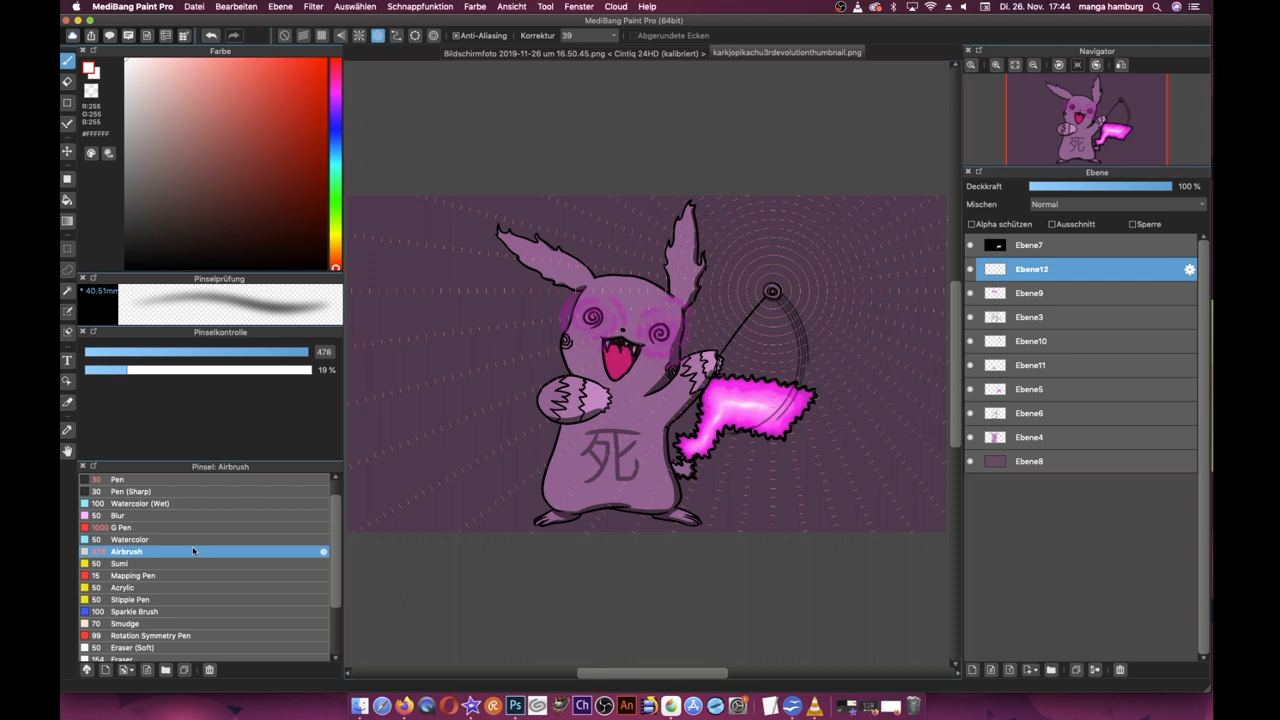 MediBang Paint Pro Datei Bearbeiten Ebene Filter Auswählen Schnappfunktion Farbe Ansicht Tool Fenster Cloud Help Di. 26. Nov. 17:44 manga hamburg
MediBang Paint Pro (64bit)
Anti-Aliasing Korrektur 39 Abgerundete Ecken
Farbe
Bildschirmfoto 2019-11-26 um 16.50.45.png < Cintiq 24HD (kalibriert) > karkjopikachu3rdevolutionthumbnail.png
Navigator
R:255
G:255
B:255
#FFFFFF
Pinselprüfung
* 40.51mm
Pinselkontrolle
478
19 %
Pinsel: Airbrush
30 Pen
30 Pen (Sharp)
100 Watercolor (Wet)
50 Blur
1000 G Pen
50 Watercolor
478 Airbrush
50 Sumi
15 Mapping Pen
50 Acrylic
50 Stipple Pen
100 Sparkle Brush
70 Smudge
99 Rotation Symmetry Pen
50 Eraser (Soft)
154 Eraser
死
Ebene
Deckkraft 100 %
Mischen Normal
Alpha schützen Ausschnitt Sperre
Ebene7
Ebene12
Ebene9
Ebene3
Ebene10
Ebene11
Ebene5
Ebene6
Ebene4
Ebene8
T
Ps Ch An